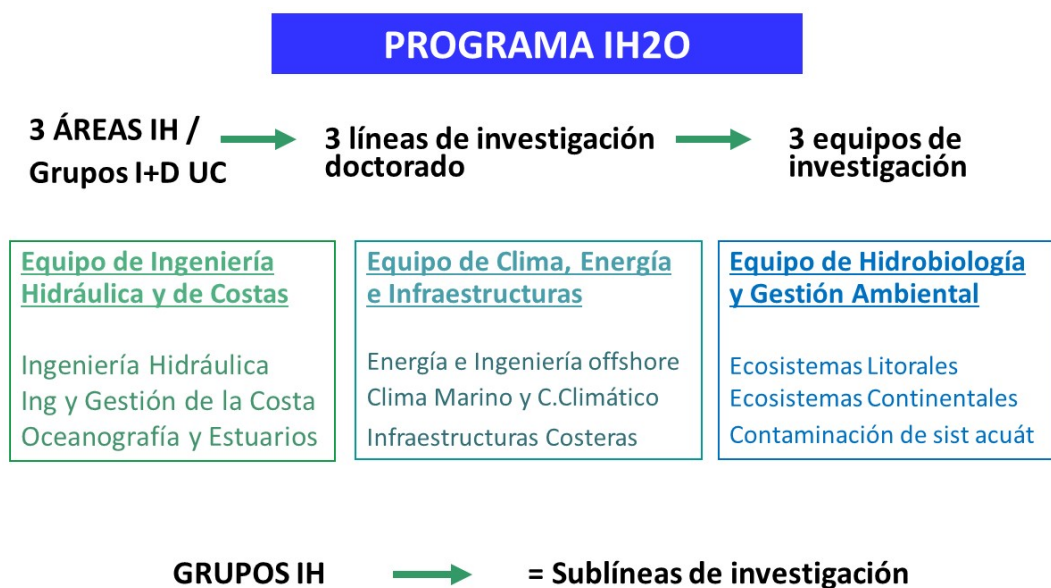 PROGRAMA IH2O
3 ÁREAS IH /
Grupos I+D UC
3 líneas de investigación
doctorado
3 equipos de
investigación
Equipo de Ingeniería
Hidráulica y de Costas
Ingeniería Hidráulica
Ing y Gestión de la Costa
Oceanografía y Estuarios
Equipo de Clima, Energía
e Infraestructuras
Energía e Ingeniería offshore
Clima Marino y C.Climático
Infraestructuras Costeras
Equipo de Hidrobiología
y Gestión Ambiental
Ecosistemas Litorales
Ecosistemas Continentales
Contaminación de sist acuát
GRUPOS IH
= Sublíneas de investigación